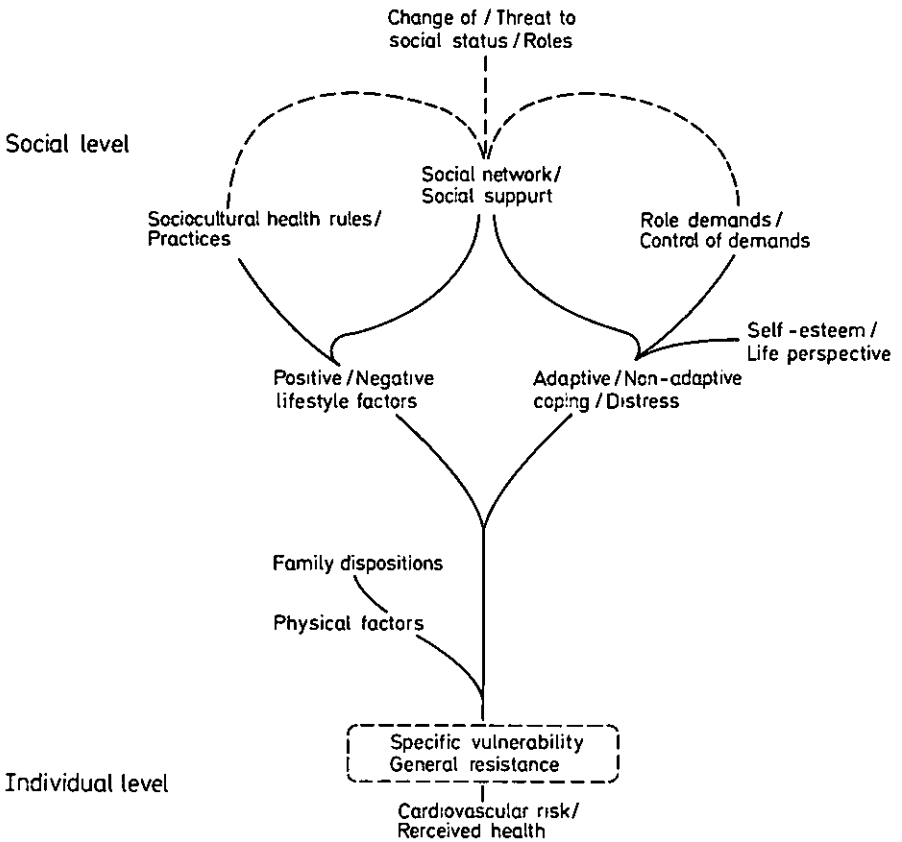 Change of / Threat to
social status / Roles
Social level
Social network /
Social suppurt
Sociocultural health rules /
Practices
Role demands /
Control of demands
Self-esteem /
Life perspective
Positive / Negative
lifestyle factors
Adaptive / Non-adaptive
coping / Distress
Family dispositions
Physical factors
Specific vulnerability
General resistance
Individual level
Cardiovascular risk /
Rerceived health